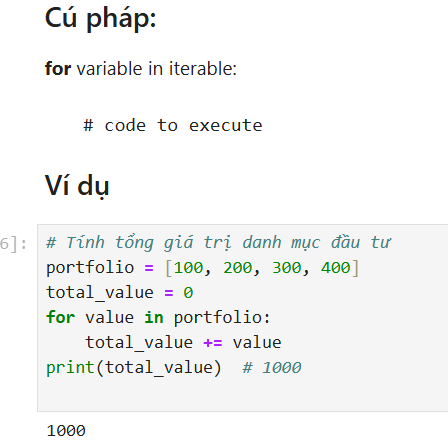 Cú pháp:
for variable in iterable:
# code to execute
Ví dụ
6]:
# Tính tổng giá trị danh mục đầu tư
portfolio = [100, 200, 300, 400]
total_value = 0
for value in portfolio:
    total_value += value
print(total_value)  # 1000
1000